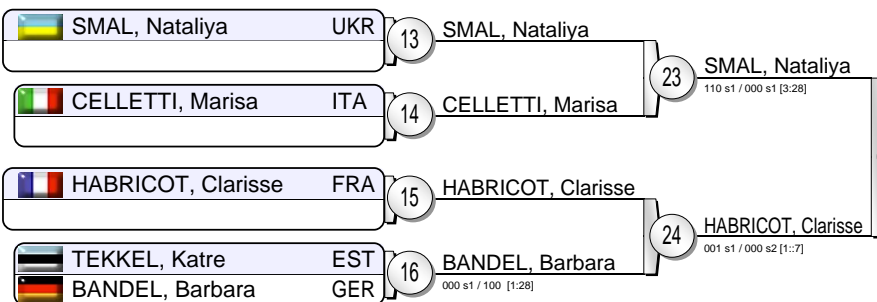 SMAL, Nataliya UKR
13
SMAL, Nataliya
23
SMAL, Nataliya
110 s1 / 000 s1 [3:28]
CELLETTI, Marisa ITA
14
CELLETTI, Marisa
HABRICOT, Clarisse FRA
15
HABRICOT, Clarisse
24
HABRICOT, Clarisse
001 s1 / 000 s2 [1::7]
TEKKEL, Katre EST
BANDEL, Barbara GER
16
BANDEL, Barbara
000 s1 / 100 [1:28]